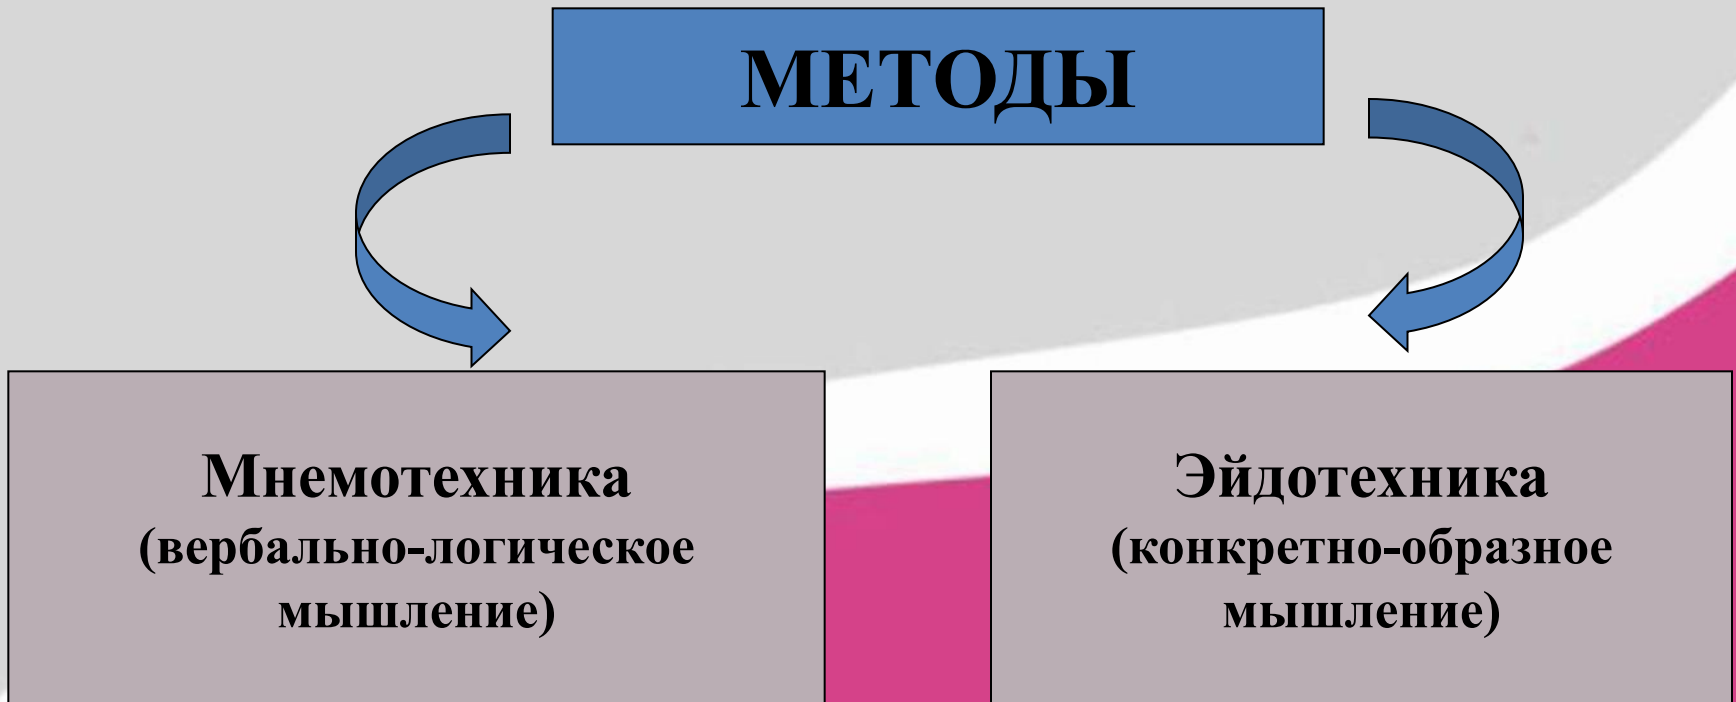 МЕТОДЫ
Мнемотехника
(вербально-логическое
мышление)
Эйдотехника
(конкретно-образное
мышление)